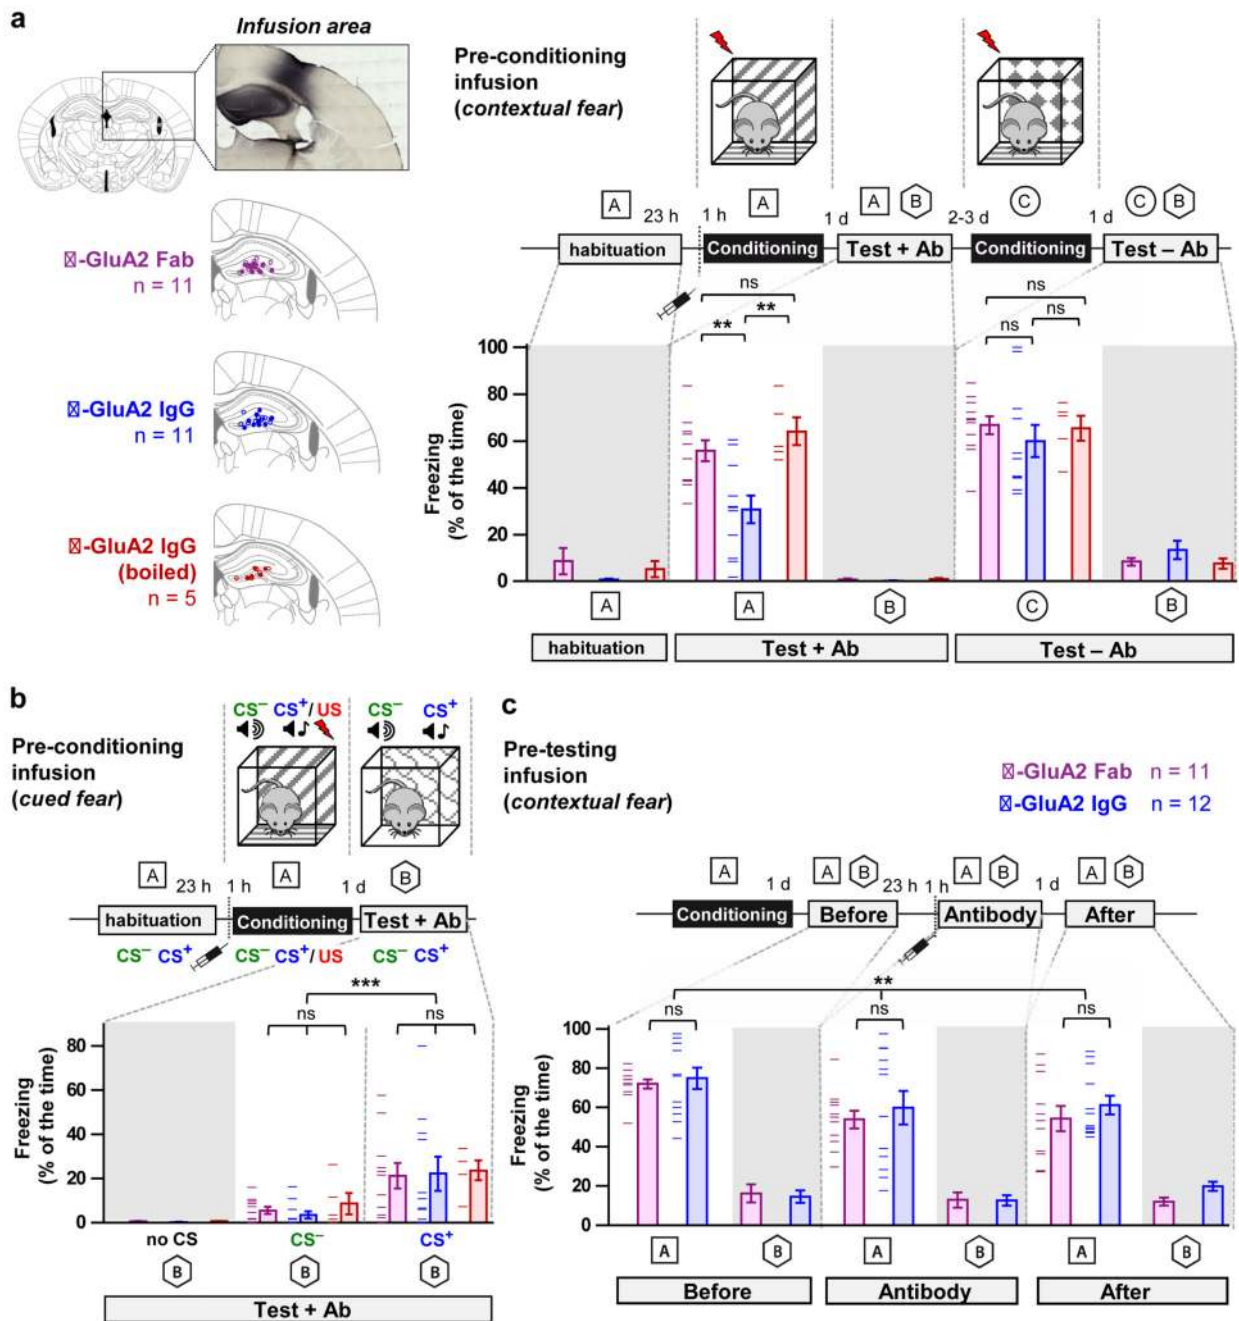 a
Infusion area
Pre-conditioning
infusion
(contextual fear)
A A A B C C B
23 h 1 h 1 d 2-3 d 1 d
habituation Conditioning Test + Ab Conditioning Test – Ab
-GluA2 Fab
n = 11
-GluA2 IgG
n = 11
-GluA2 IgG
(boiled)
n = 5
ns
** **
ns
ns ns
Freezing
(% of the time)
100
80
60
40
20
0
A A B C B
habituation Test + Ab Test – Ab
b
Pre-conditioning
infusion
(cued fear)
CS− CS+/US CS− CS+
A A B
23 h 1 h 1 d
habituation Conditioning Test + Ab
CS− CS+ CS− CS+/US CS− CS+
***
ns ns
Freezing
(% of the time)
80
60
40
20
0
no CS CS− CS+
B B B
Test + Ab
c
Pre-testing
infusion
(contextual fear)
-GluA2 Fab n = 11
-GluA2 IgG n = 12
A A B A B A B
1 d 23 h 1 h 1 d
Conditioning Before Antibody After
**
ns ns ns
Freezing
(% of the time)
100
80
60
40
20
0
A B A B A B
Before Antibody After